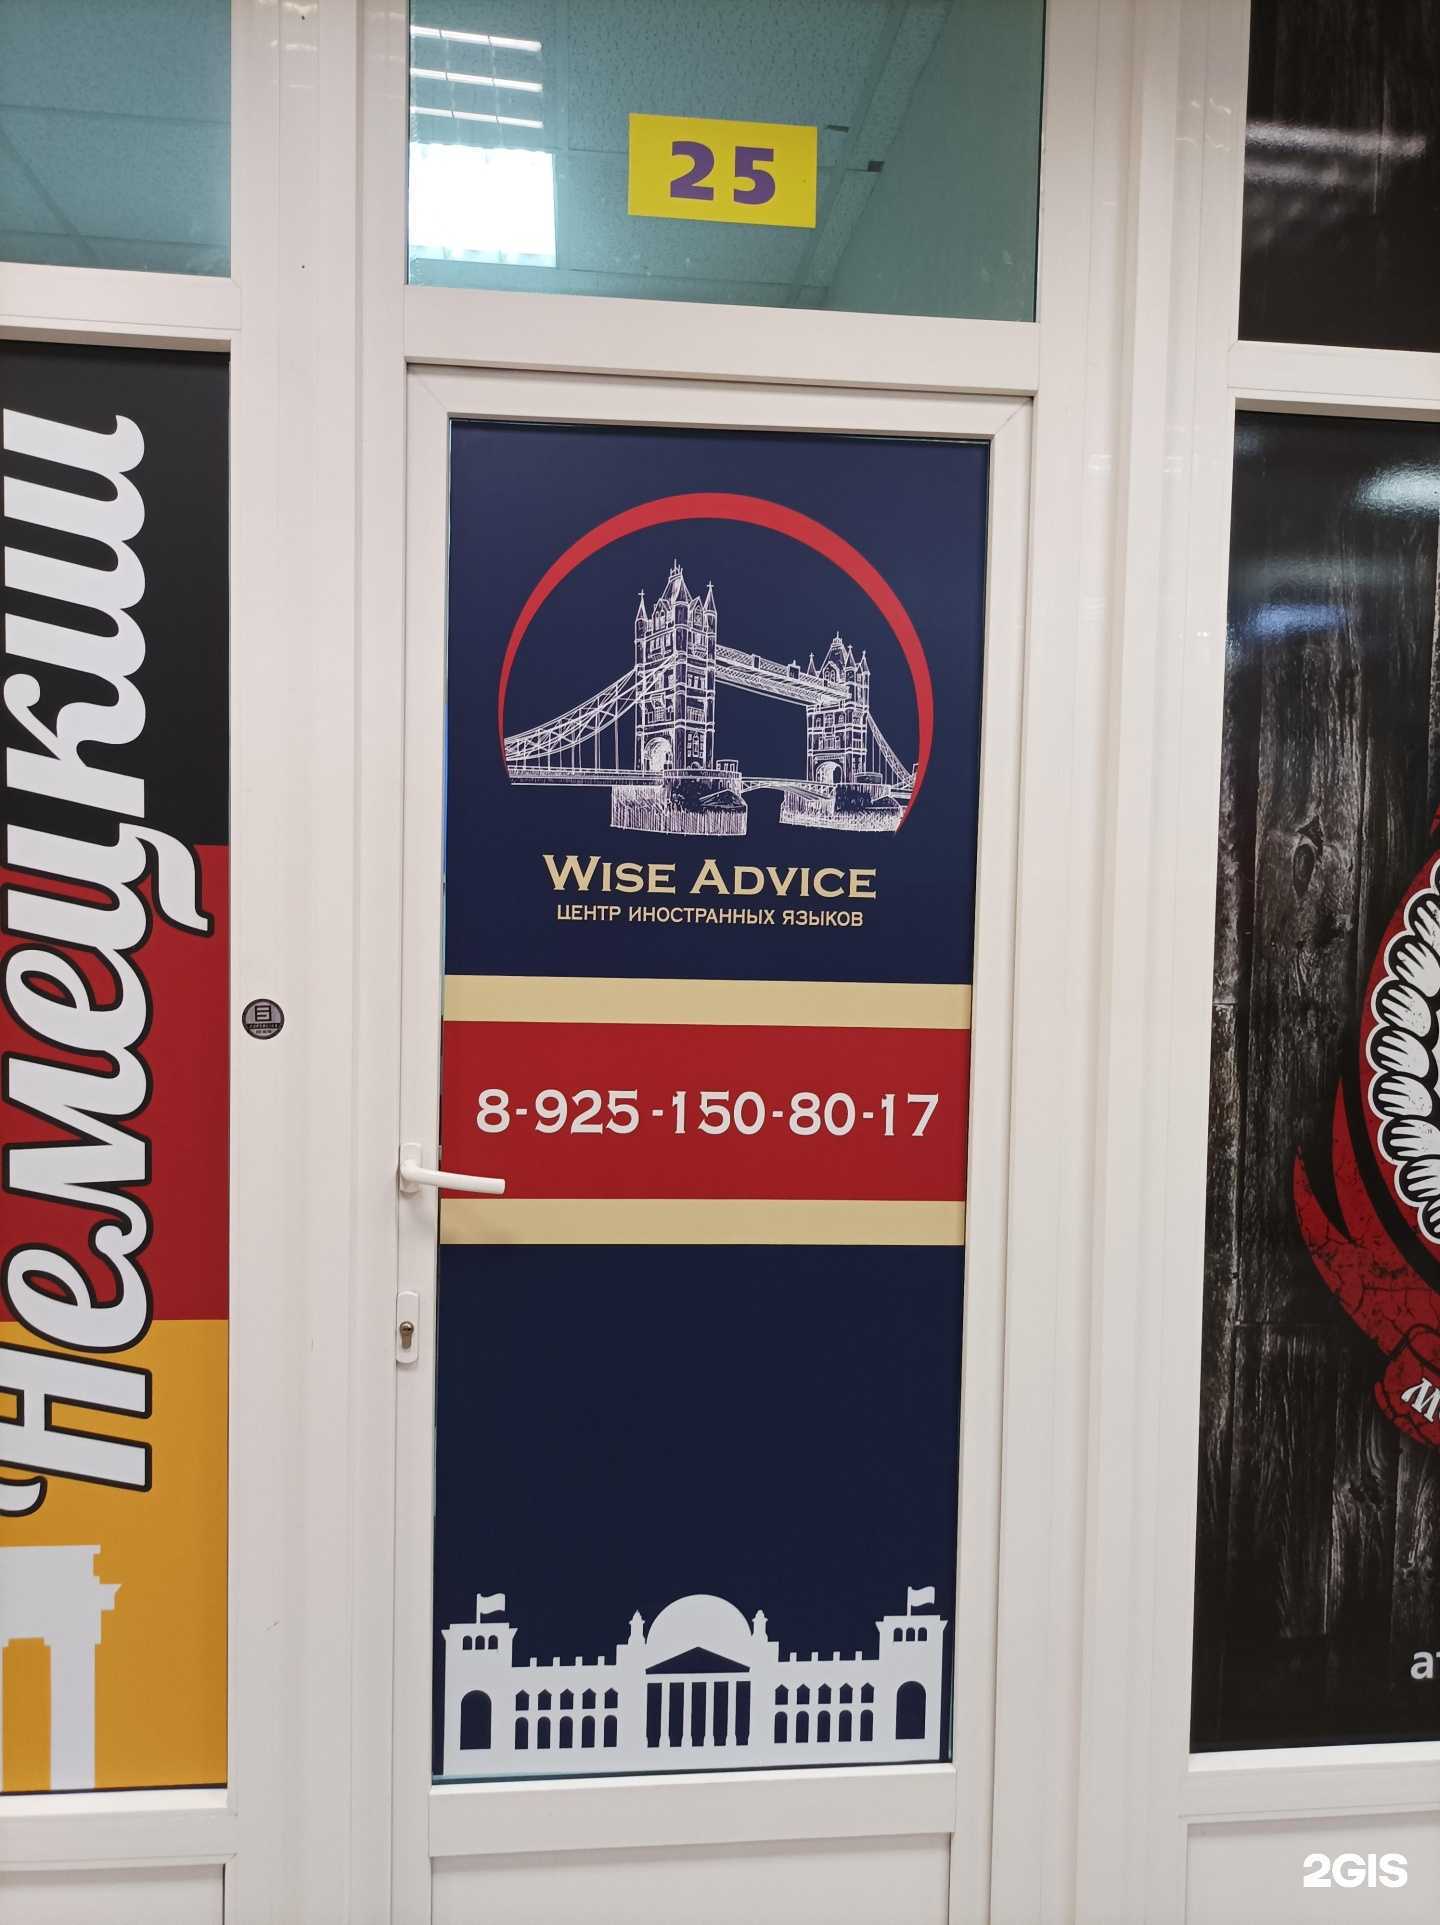 25
Немецкий
WISE ADVICE
ЦЕНТР ИНОСТРАННЫХ ЯЗЫКОВ
8-925-150-80-17
2GIS